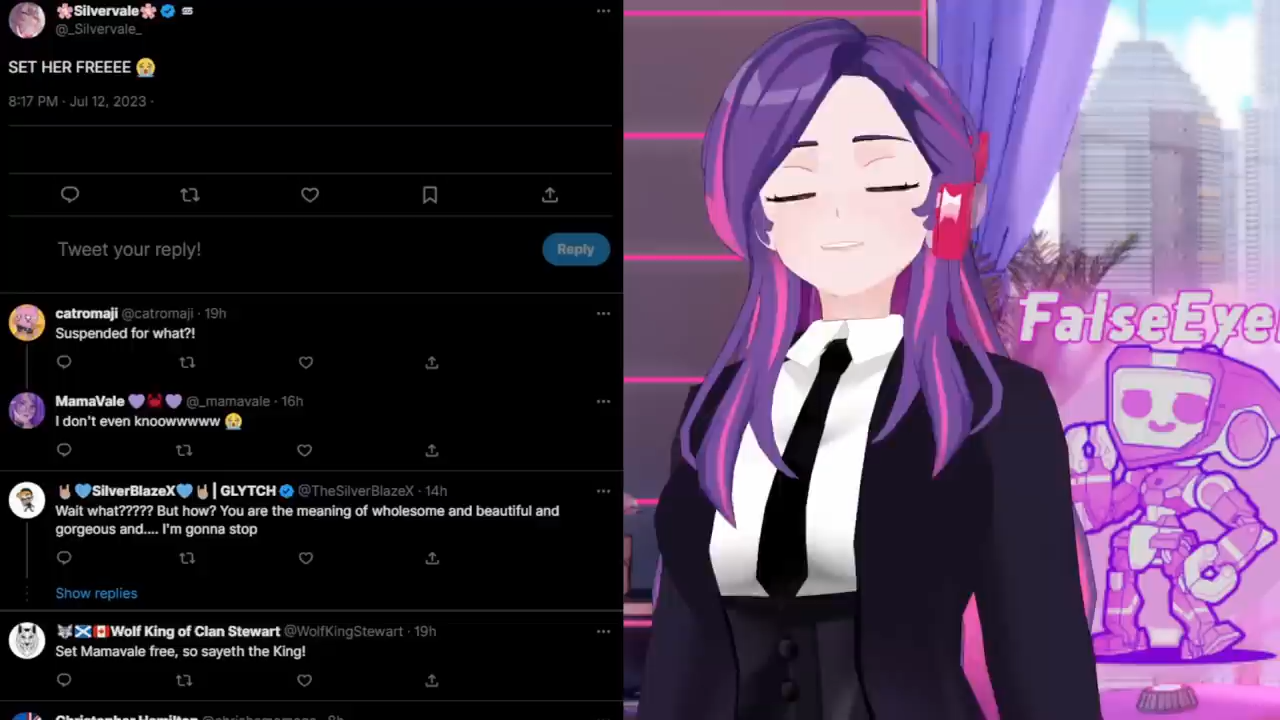 🌸Silvervale🌸
@_Silvervale_
SET HER FREEEE 😭
8:17 PM · Jul 12, 2023 ·
Tweet your reply!
Reply
catromaji @catromaji · 19h
Suspended for what?!
MamaVale 💜🦀💜 @_mamavale · 16h
I don't even knoowwwww 😭
🤘🏼💙SilverBlazeX💙🤘🏼| GLYTCH @TheSilverBlazeX · 14h
Wait what????? But how? You are the meaning of wholesome and beautiful and
gorgeous and.... I'm gonna stop
Show replies
🐺🏴󠁧󠁢󠁳󠁣󠁴󠁿🇨🇦Wolf King of Clan Stewart @WolfKingStewart · 19h
Set Mamavale free, so sayeth the King!
Christopher Hamilton
FalseEye